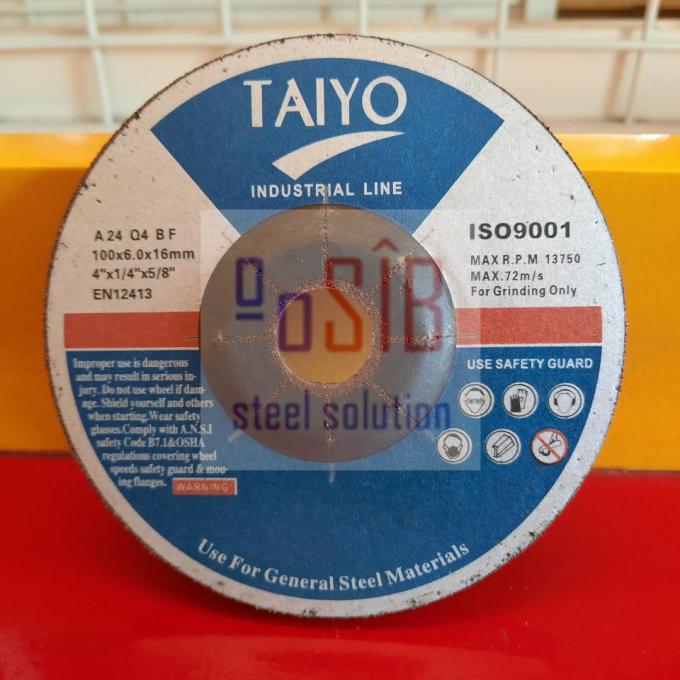 TAIYO
INDUSTRIAL LINE
A 24 Q4 B F
100x6.0x16mm
4"x1/4"x5/8"
EN12413
ISO9001
MAX R.P.M 13750
MAX.72m/s
For Grinding Only
SîB
steel solution
Improper use is dangerous
and may result in serious in-
jury. Do not use wheel if dam-
age. Shield yourself and others
when starting. Wear safety
glasses.Comply with A.N.S.I
safety Code B7.1&OSHA
regulations covering wheel
speeds safety guard & mou-
ing flanges.
WARNING
USE SAFETY GUARD
Use For General Steel Materials